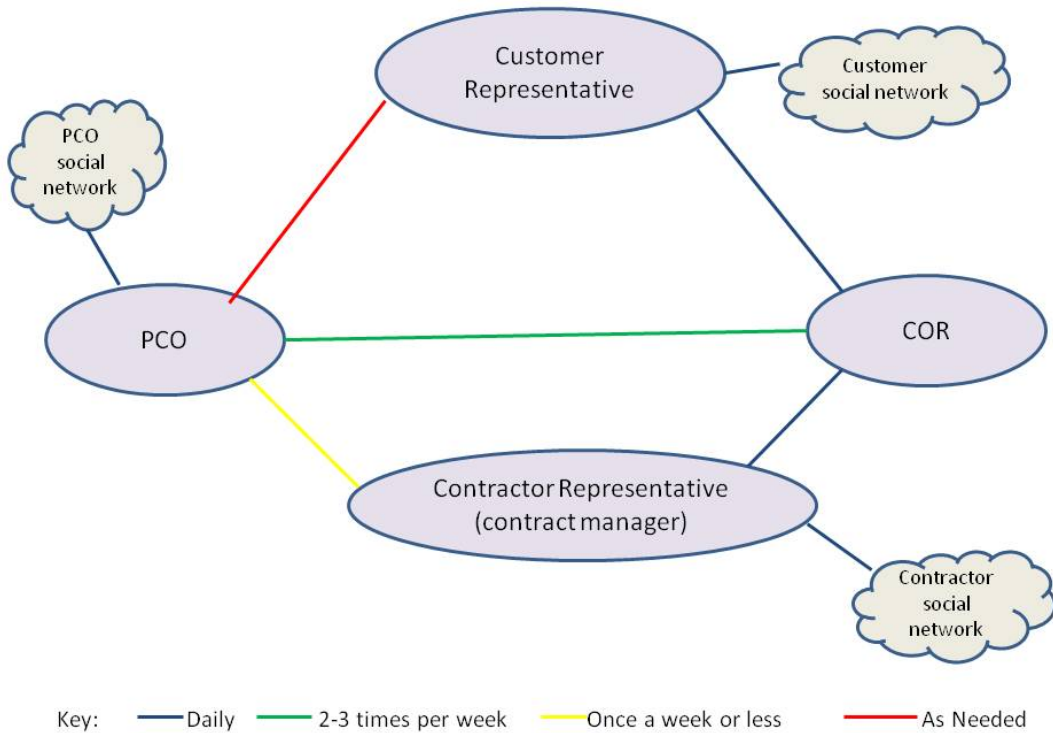 Customer
Representative
Customer
social network
PCO
social
network
PCO
COR
Contractor Representative
(contract manager)
Contractor
social
network
Key: Daily 2-3 times per week Once a week or less As Needed